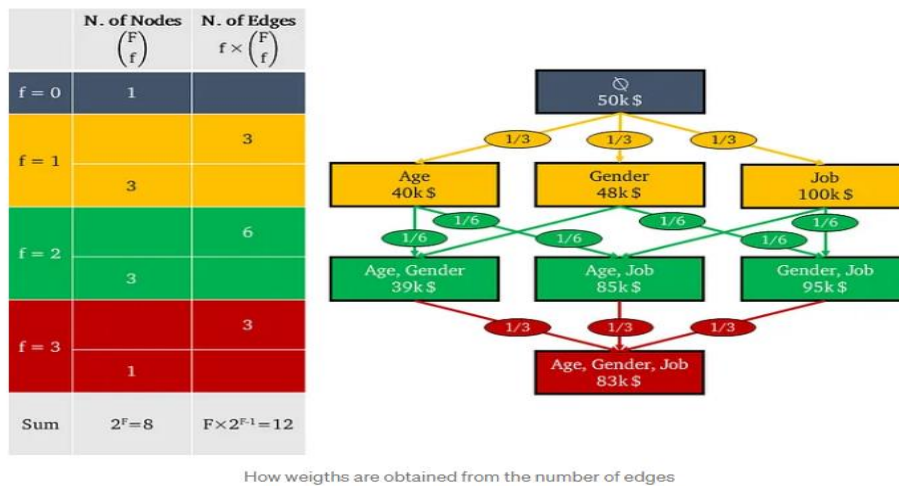 N. of Nodes N. of Edges
(F f) f × (F f)
f = 0 1
3
f = 1
3
6
f = 2
3
3
f = 3
1
Sum 2^F=8 F×2^F-1=12
∅
50k $
1/3 1/3 1/3
Age
40k $
Gender
48k $
Job
100k $
1/6 1/6 1/6
1/6 1/6 1/6
Age, Gender
39k $
Age, Job
85k $
Gender, Job
95k $
1/3 1/3 1/3
Age, Gender, Job
83k $
How weigths are obtained from the number of edges